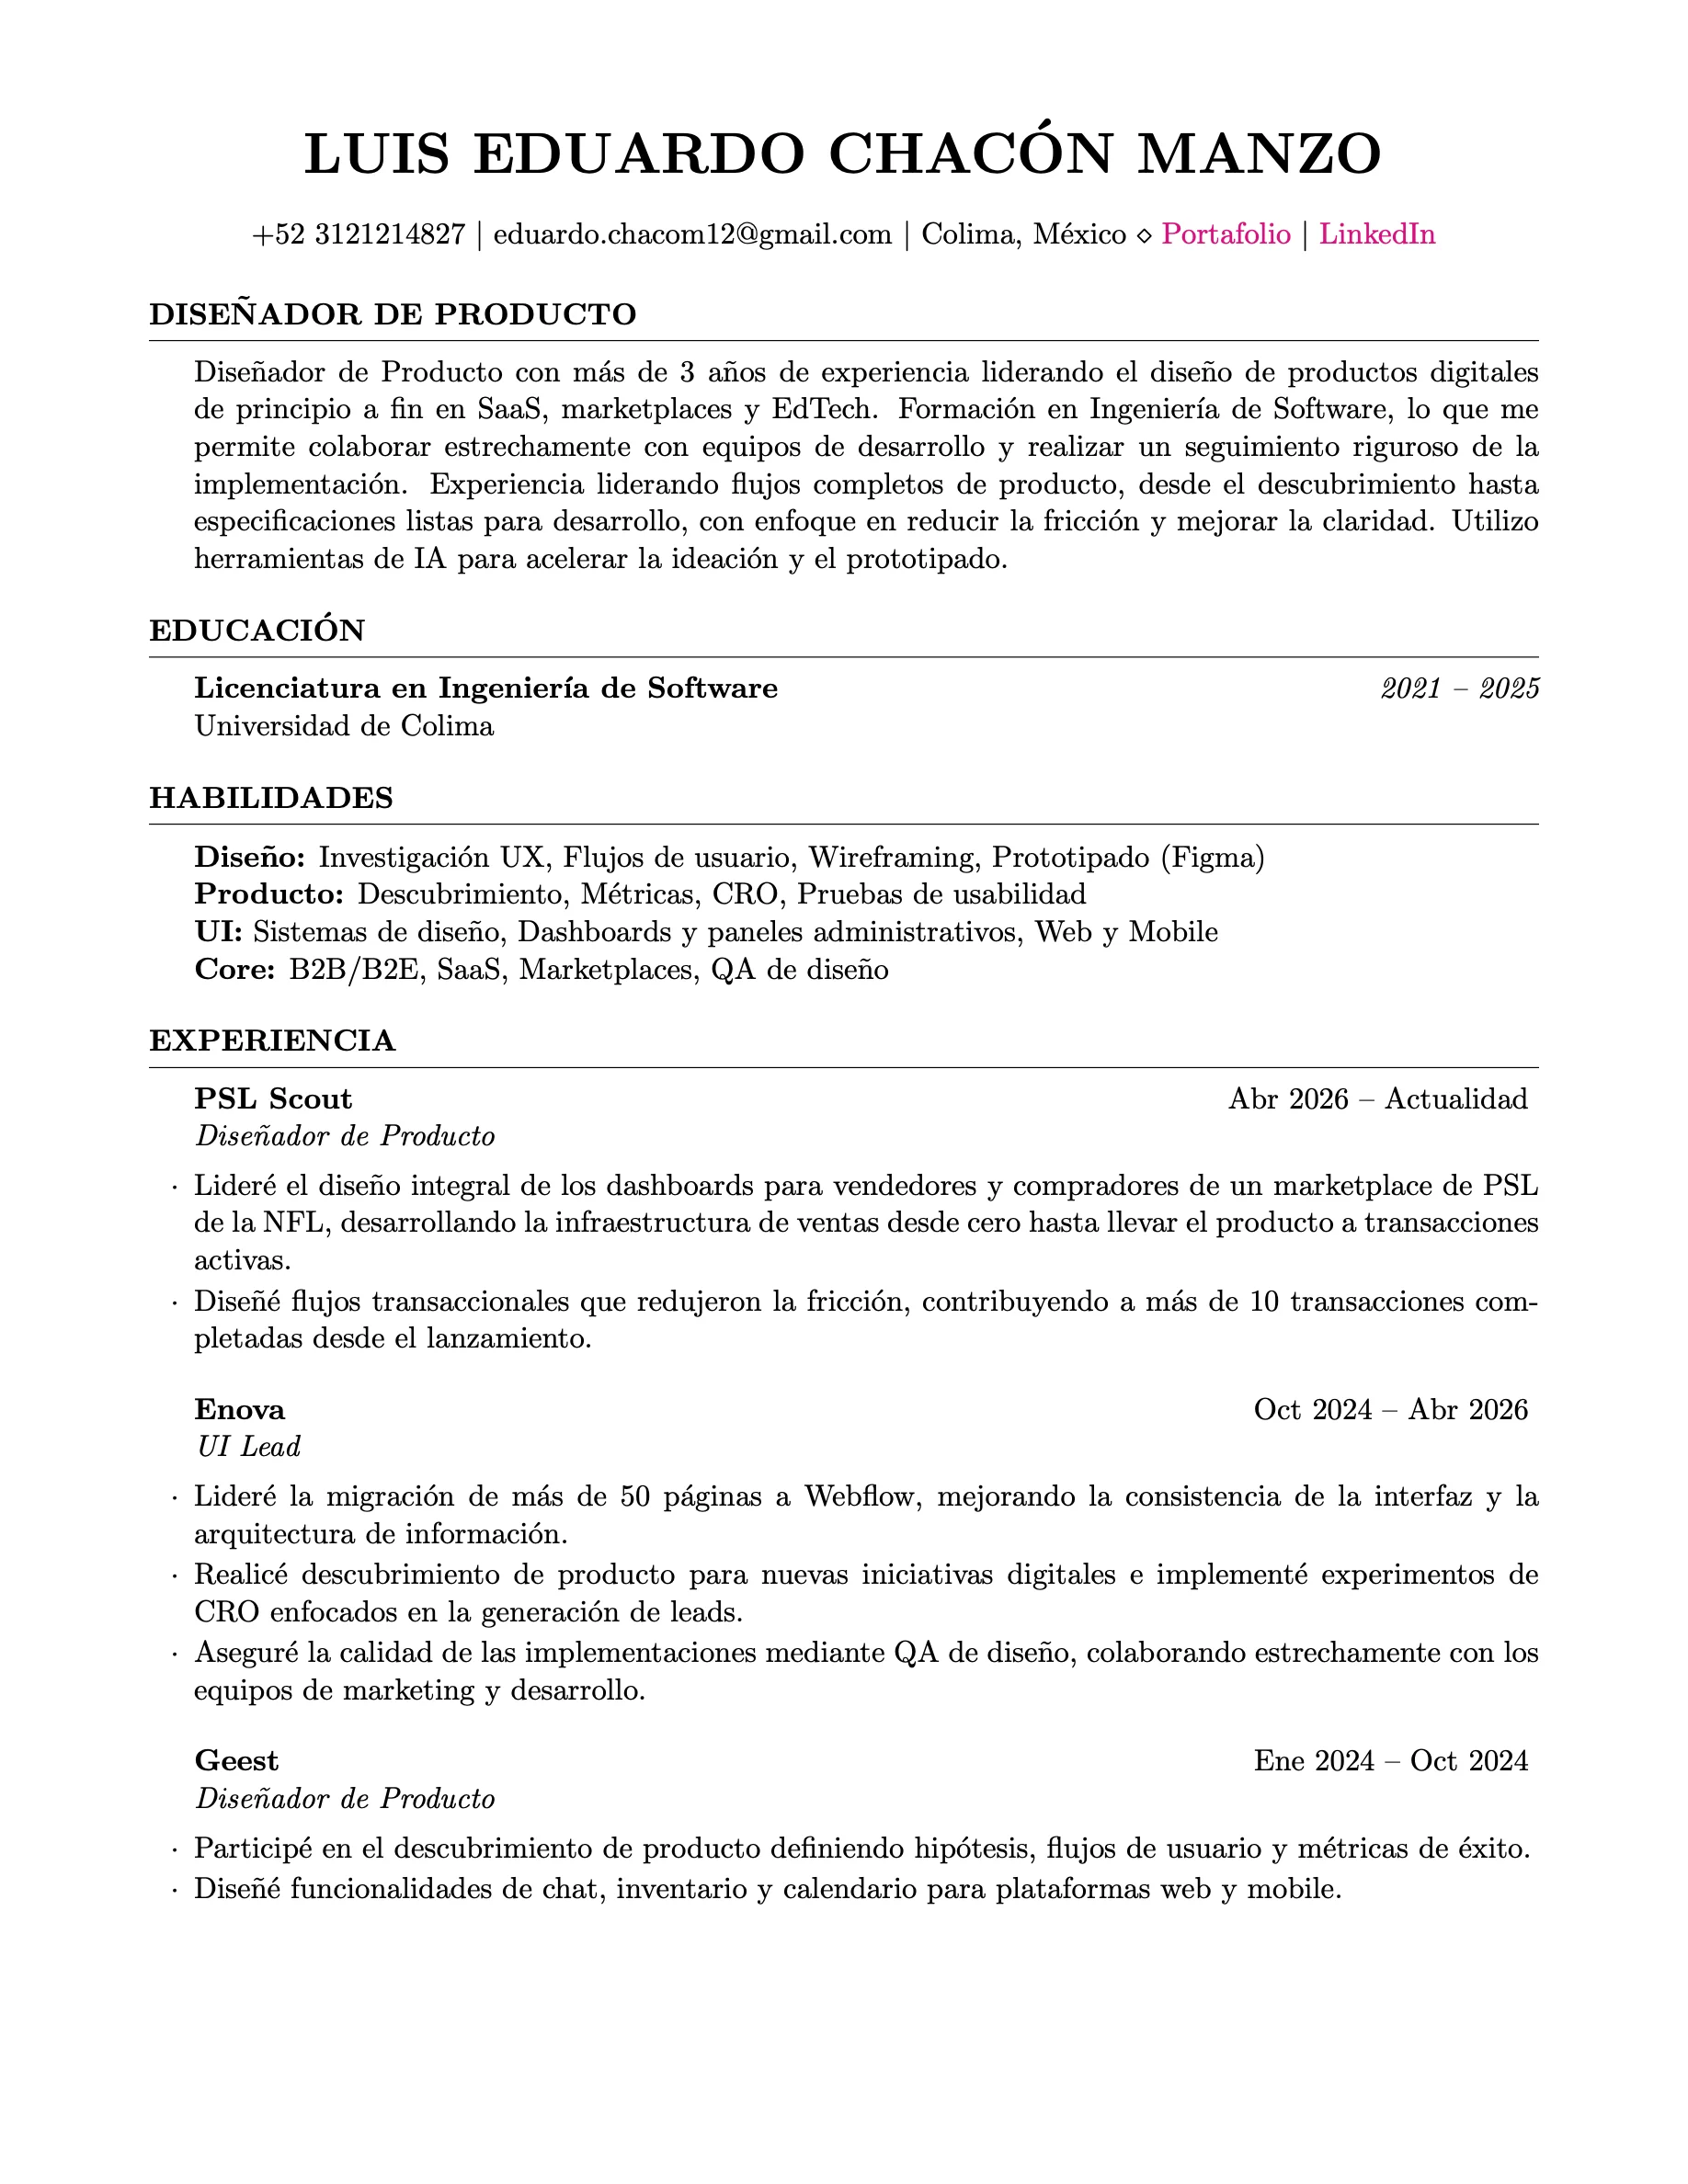 LUIS EDUARDO CHACÓN MANZO
+52 3121214827 | eduardo.chacom12@gmail.com | Colima, México ⋄ Portafolio | LinkedIn
DISEÑADOR DE PRODUCTO
Diseñador de Producto con más de 3 años de experiencia liderando el diseño de productos digitales
de principio a fin en SaaS, marketplaces y EdTech. Formación en Ingeniería de Software, lo que me
permite colaborar estrechamente con equipos de desarrollo y realizar un seguimiento riguroso de la
implementación. Experiencia liderando flujos completos de producto, desde el descubrimiento hasta
especificaciones listas para desarrollo, con enfoque en reducir la fricción y mejorar la claridad. Utilizo
herramientas de IA para acelerar la ideación y el prototipado.
EDUCACIÓN
Licenciatura en Ingeniería de Software 2021 – 2025
Universidad de Colima
HABILIDADES
Diseño: Investigación UX, Flujos de usuario, Wireframing, Prototipado (Figma)
Producto: Descubrimiento, Métricas, CRO, Pruebas de usabilidad
UI: Sistemas de diseño, Dashboards y paneles administrativos, Web y Mobile
Core: B2B/B2E, SaaS, Marketplaces, QA de diseño
EXPERIENCIA
PSL Scout Abr 2026 – Actualidad
Diseñador de Producto
· Lideré el diseño integral de los dashboards para vendedores y compradores de un marketplace de PSL
de la NFL, desarrollando la infraestructura de ventas desde cero hasta llevar el producto a transacciones
activas.
· Diseñé flujos transaccionales que redujeron la fricción, contribuyendo a más de 10 transacciones com-
pletadas desde el lanzamiento.
Enova Oct 2024 – Abr 2026
UI Lead
· Lideré la migración de más de 50 páginas a Webflow, mejorando la consistencia de la interfaz y la
arquitectura de información.
· Realicé descubrimiento de producto para nuevas iniciativas digitales e implementé experimentos de
CRO enfocados en la generación de leads.
· Aseguré la calidad de las implementaciones mediante QA de diseño, colaborando estrechamente con los
equipos de marketing y desarrollo.
Geest Ene 2024 – Oct 2024
Diseñador de Producto
· Participé en el descubrimiento de producto definiendo hipótesis, flujos de usuario y métricas de éxito.
· Diseñé funcionalidades de chat, inventario y calendario para plataformas web y mobile.